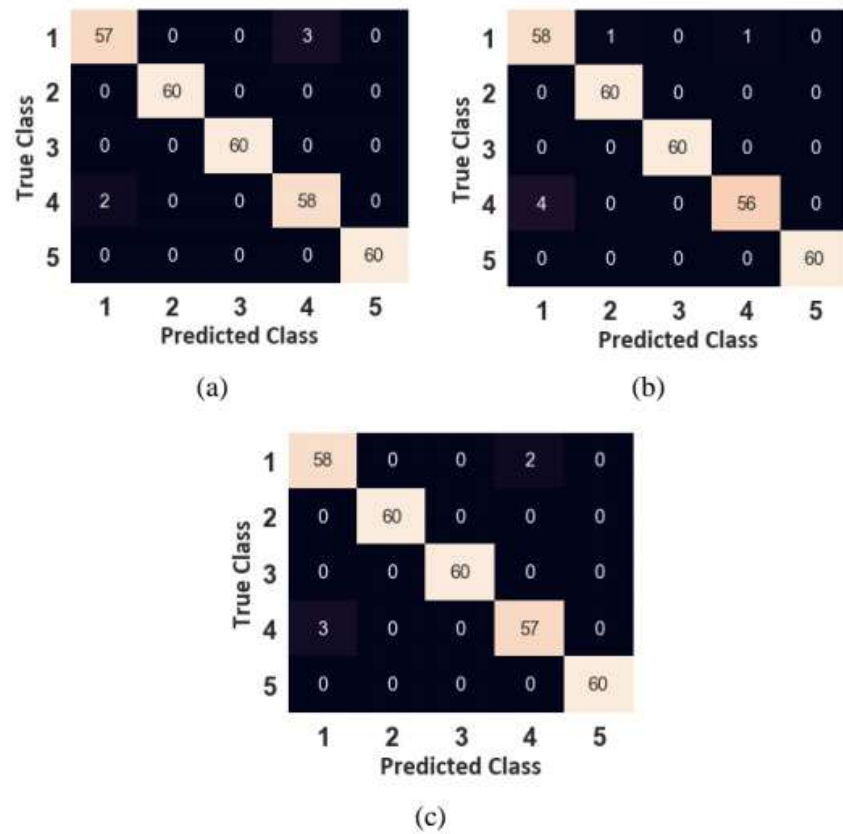 1 57 0 0 3 0
2 0 60 0 0 0
3 0 0 60 0 0
4 2 0 0 58 0
5 0 0 0 0 60
True Class
1 2 3 4 5
Predicted Class
(a)
1 58 1 0 1 0
2 0 60 0 0 0
3 0 0 60 0 0
4 4 0 0 56 0
5 0 0 0 0 60
True Class
1 2 3 4 5
Predicted Class
(b)
1 58 0 0 2 0
2 0 60 0 0 0
3 0 0 60 0 0
4 3 0 0 57 0
5 0 0 0 0 60
True Class
1 2 3 4 5
Predicted Class
(c)